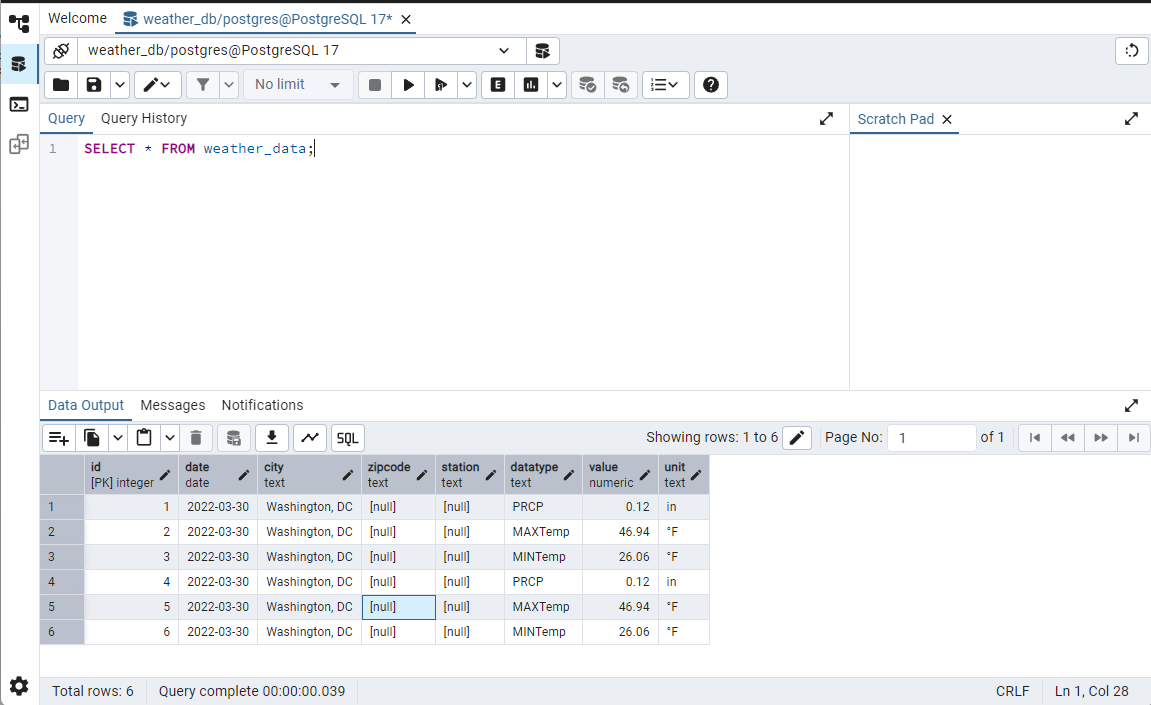 Welcome weather_db/postgres@PostgreSQL 17*
weather_db/postgres@PostgreSQL 17
No limit E
Query Query History Scratch Pad
1 SELECT * FROM weather_data;
Data Output Messages Notifications
SQL Showing rows: 1 to 6 Page No: 1 of 1
id date city zipcode station datatype value unit
[PK] integer date text text text text numeric text
1 1 2022-03-30 Washington, DC [null] [null] PRCP 0.12 in
2 2 2022-03-30 Washington, DC [null] [null] MAXTemp 46.94 °F
3 3 2022-03-30 Washington, DC [null] [null] MINTemp 26.06 °F
4 4 2022-03-30 Washington, DC [null] [null] PRCP 0.12 in
5 5 2022-03-30 Washington, DC [null] [null] MAXTemp 46.94 °F
6 6 2022-03-30 Washington, DC [null] [null] MINTemp 26.06 °F
Total rows: 6 Query complete 00:00:00.039 CRLF Ln 1, Col 28